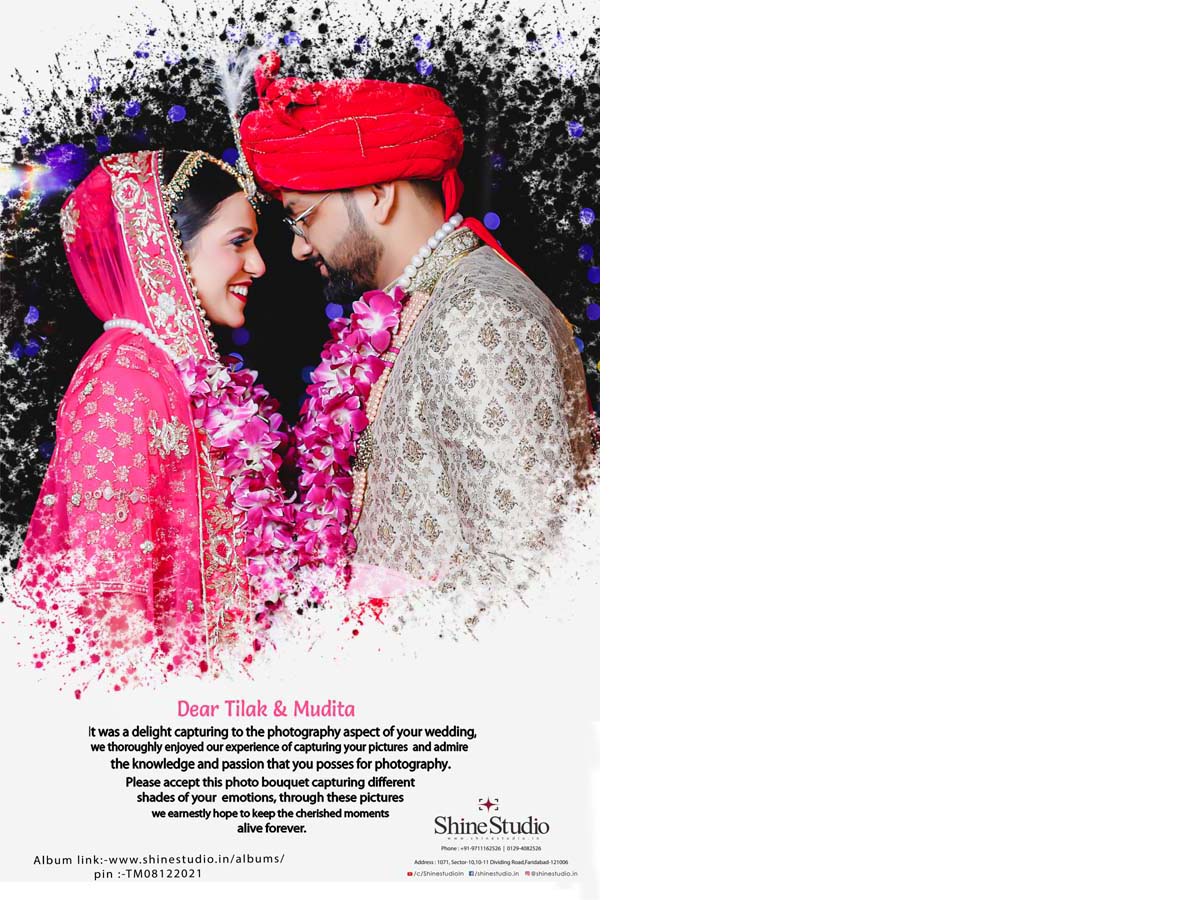 Dear Tilak & Mudita
It was a delight capturing to the photography aspect of your wedding,
we thoroughly enjoyed our experience of capturing your pictures and admire
the knowledge and passion that you posses for photography.
Please accept this photo bouquet capturing different
shades of your emotions, through these pictures
we earnestly hope to keep the cherished moments
alive forever.
Shine Studio
www.shinestudio.in
Phone : +91-9711162526 | 0129-4082526
Address : 1071, Sector-10,10-11 Dividing Road,Faridabad-121006
/c/Shinestudioin /shinestudio.in @shinestudio.in
Album link:-www.shinestudio.in/albums/
pin :-TM08122021